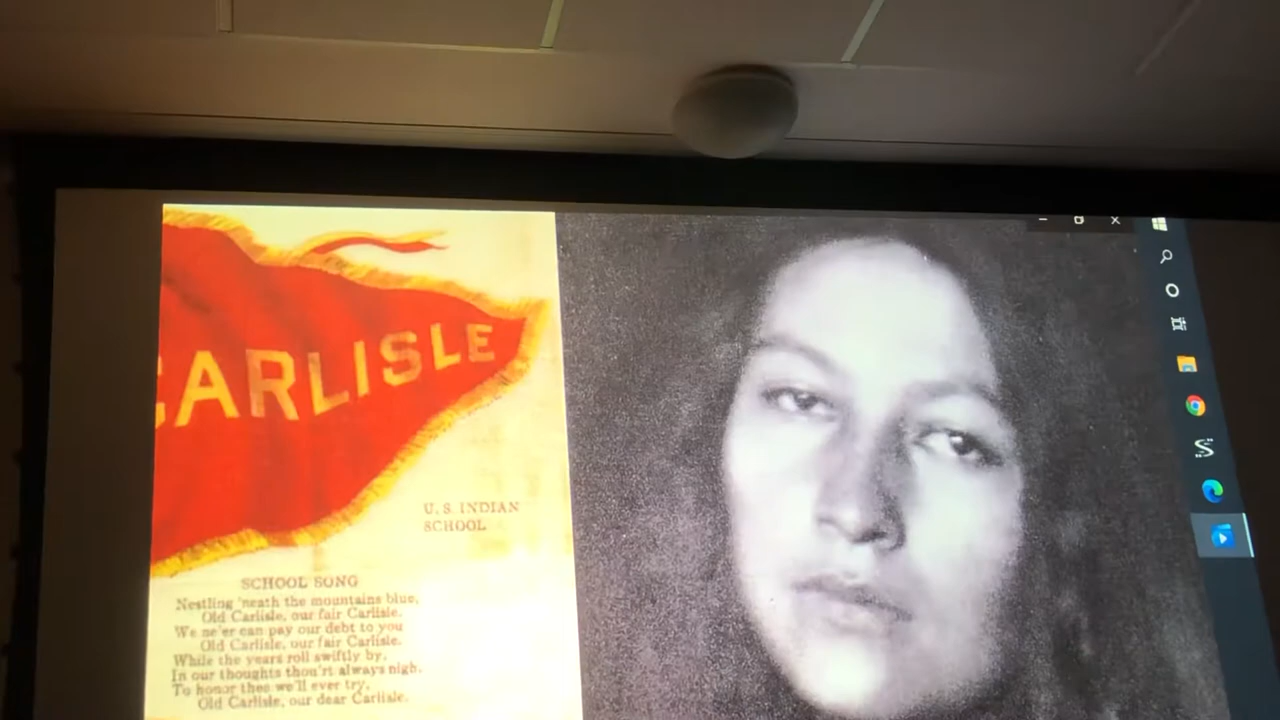 CARLISLE
U. S. INDIAN
SCHOOL
SCHOOL SONG
Nestling 'neath the mountains blue,
Old Carlisle, our fair Carlisle.
We ne'er can pay our debt to you
Old Carlisle, our fair Carlisle.
While the years roll swiftly by,
In our thoughts thou'rt always nigh.
To honor thee we'll ever try,
Old Carlisle, our dear Carlisle.